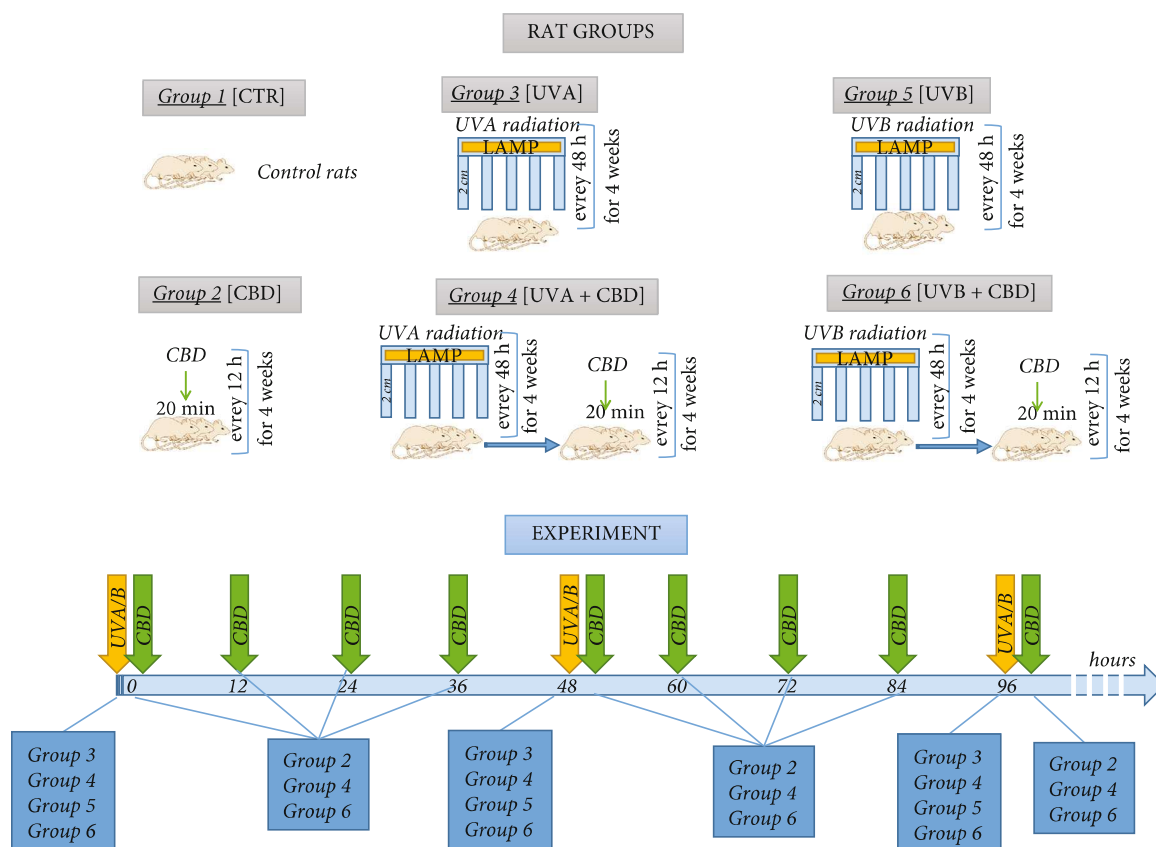 RAT GROUPS
Group 1 [CTR]
Control rats
Group 3 [UVA]
UVA radiation
LAMP
2 cm
evrey 48 h
for 4 weeks
Group 5 [UVB]
UVB radiation
LAMP
2 cm
evrey 48 h
for 4 weeks
Group 2 [CBD]
CBD
20 min
evrey 12 h
for 4 weeks
Group 4 [UVA + CBD]
UVA radiation
LAMP
2 cm
evrey 48 h
for 4 weeks
CBD
20 min
evrey 12 h
for 4 weeks
Group 6 [UVB + CBD]
UVB radiation
LAMP
2 cm
evrey 48 h
for 4 weeks
CBD
20 min
evrey 12 h
for 4 weeks
EXPERIMENT
UVA/B
CBD
CBD
CBD
CBD
UVA/B
CBD
CBD
CBD
CBD
UVA/B
CBD
hours
0 12 24 36 48 60 72 84 96
Group 3
Group 4
Group 5
Group 6
Group 2
Group 4
Group 6
Group 3
Group 4
Group 5
Group 6
Group 2
Group 4
Group 6
Group 3
Group 4
Group 5
Group 6
Group 2
Group 4
Group 6